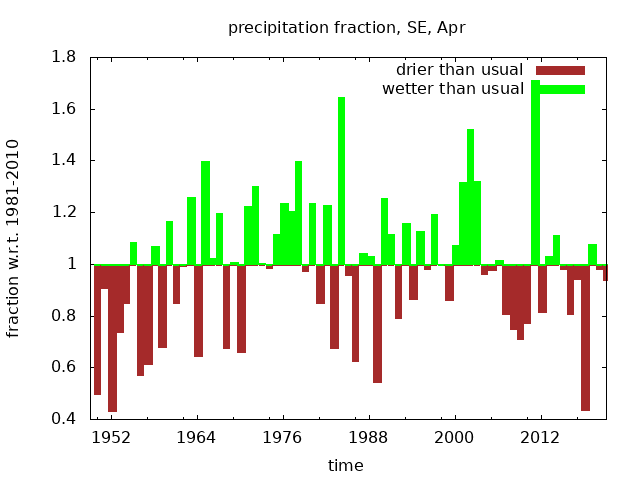 precipitation fraction, SE, Apr
drier than usual
wetter than usual
fraction w.r.t. 1981-2010
1.8
1.6
1.4
1.2
1
0.8
0.6
0.4
1952 1964 1976 1988 2000 2012
time